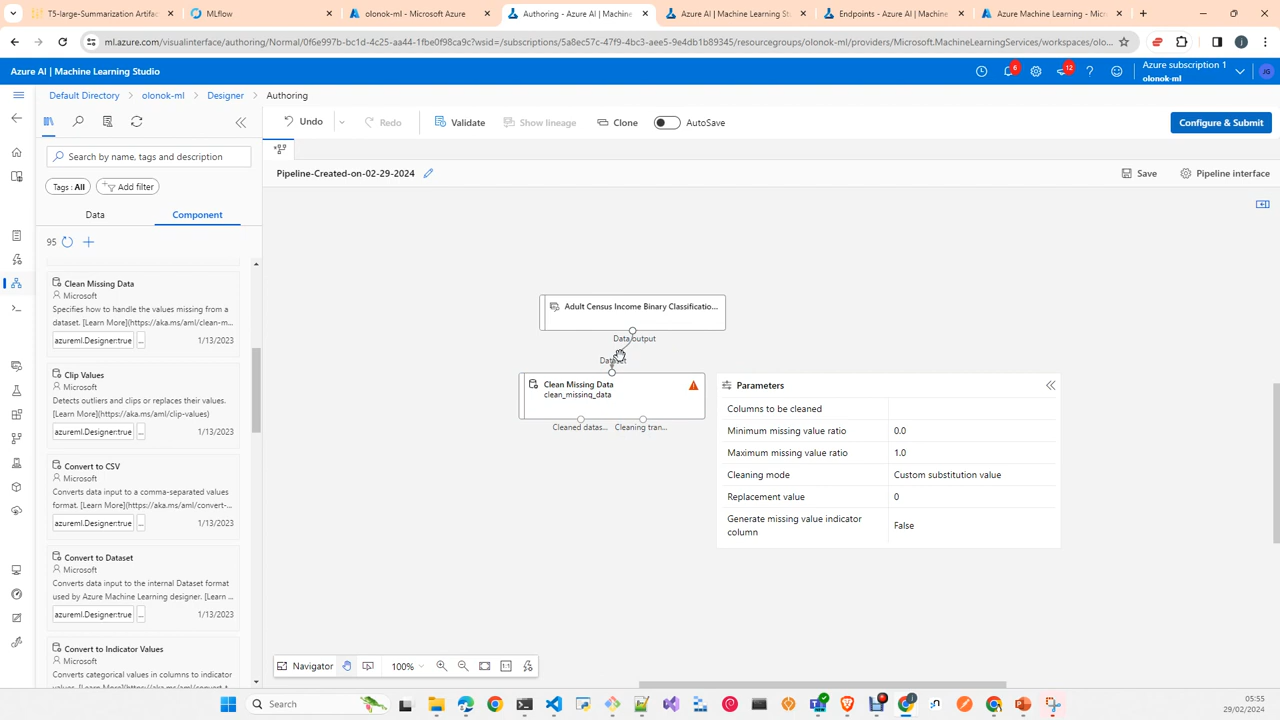 T5-large-Summarization Artifac
MLflow
olonok-ml - Microsoft Azure
Authoring - Azure AI | Machine
Azure AI | Machine Learning S
Endpoints - Azure AI | Machine
Azure Machine Learning - Micr
ml.azure.com/visualinterface/authoring/Normal/0f6e997b-bc1d-4c25-aa44-1fbe0f98ca9c?wsid=/subscriptions/5a8ec57c-47f9-4bc3-aee5-9e4db1b89345/resourcegroups/olonok-ml/providers/Microsoft.MachineLearningServices/workspaces/olo...
Azure AI | Machine Learning Studio
6
12
Azure subscription 1
olonok-ml
JG
Default Directory > olonok-ml > Designer > Authoring
Undo
Redo
Validate
Show lineage
Clone
AutoSave
Configure & Submit
Search by name, tags and description
Tags : All
Add filter
Data
Component
95
Pipeline-Created-on-02-29-2024
Save
Pipeline interface
Clean Missing Data
Microsoft
Specifies how to handle the values missing from a
dataset. [Learn More](https://aka.ms/aml/clean-m...
azureml.Designer:true
...
1/13/2023
Clip Values
Microsoft
Detects outliers and clips or replaces their values.
[Learn More](https://aka.ms/aml/clip-values)
azureml.Designer:true
...
1/13/2023
Convert to CSV
Microsoft
Converts data input to a comma-separated values
format. [Learn More](https://aka.ms/aml/convert-...
azureml.Designer:true
...
1/13/2023
Convert to Dataset
Microsoft
Converts data input to the internal Dataset format
used by Azure Machine Learning designer. [Learn ...
azureml.Designer:true
...
1/13/2023
Convert to Indicator Values
Microsoft
Converts categorical values in columns to indicator
Adult Census Income Binary Classificatio...
Data output
Dataset
Clean Missing Data
clean_missing_data
Cleaned datas...
Cleaning tran...
Parameters
Columns to be cleaned
Minimum missing value ratio
0.0
Maximum missing value ratio
1.0
Cleaning mode
Custom substitution value
Replacement value
0
Generate missing value indicator
column
False
Navigator
100%
Search
05:55
29/02/2024